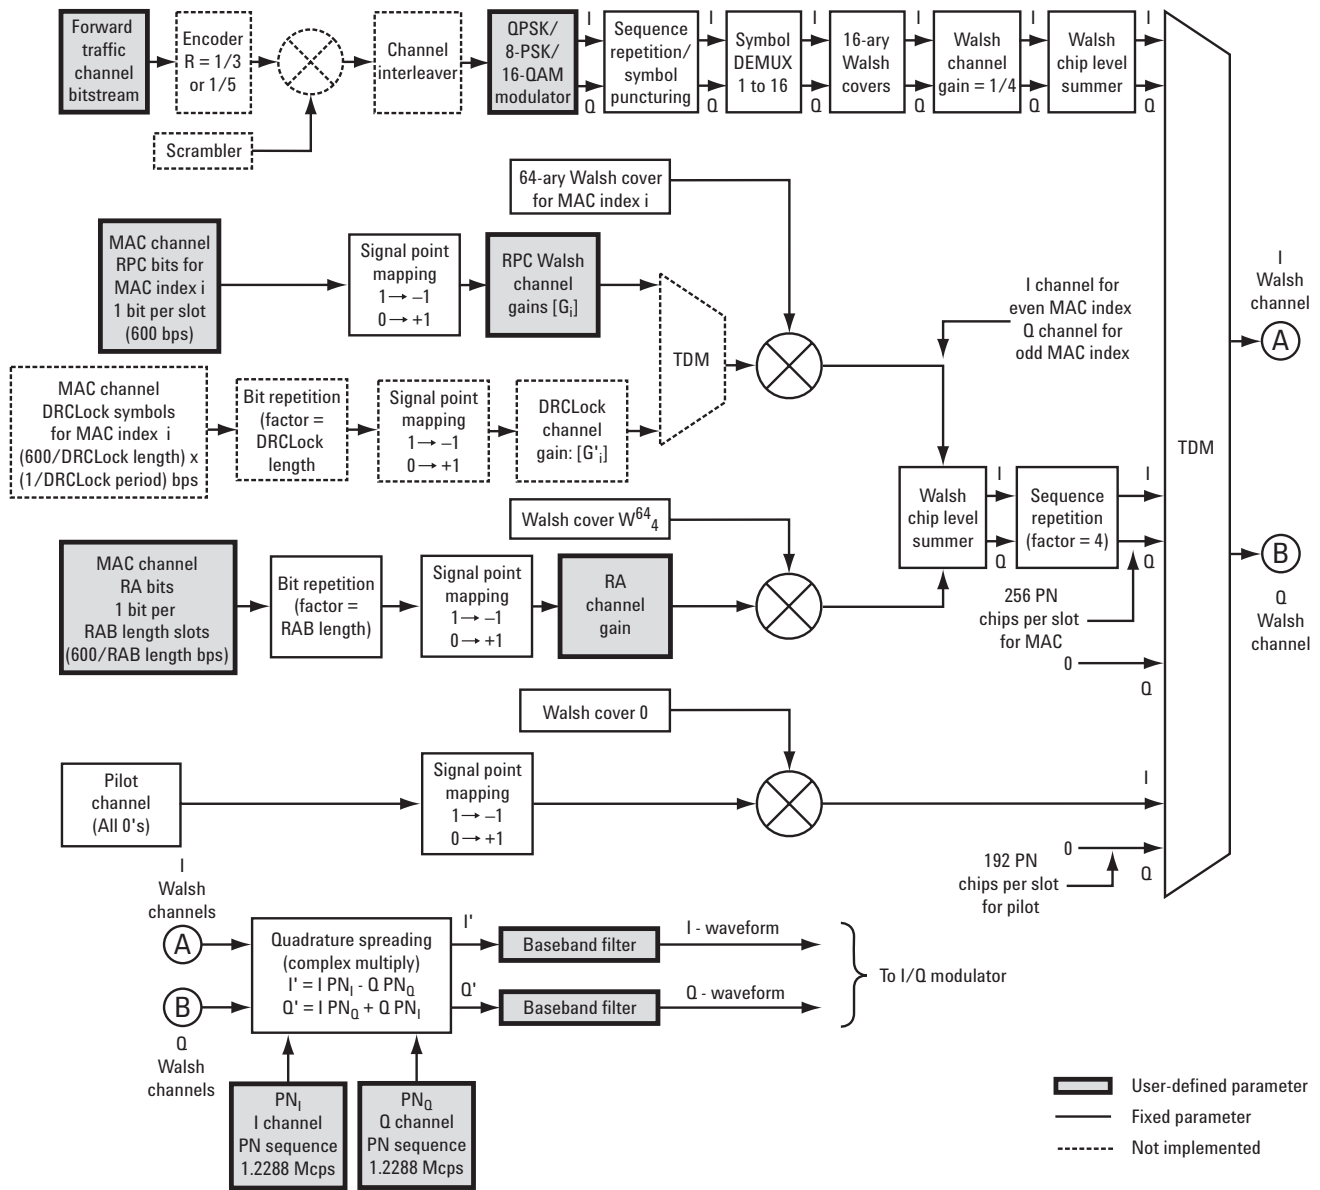 Forward
traffic
channel
bitstream
Encoder
R = 1/3
or 1/5
Scrambler
Channel
interleaver
QPSK/
8-PSK/
16-QAM
modulator
I
Q
Sequence
repetition/
symbol
puncturing
I
Q
Symbol
DEMUX
1 to 16
I
Q
16-ary
Walsh
covers
I
Q
Walsh
channel
gain = 1/4
I
Q
Walsh
chip level
summer
I
Q
64-ary Walsh cover
for MAC index i
MAC channel
RPC bits for
MAC index i
1 bit per slot
(600 bps)
Signal point
mapping
1→ –1
0→ +1
RPC Walsh
channel
gains [Gi]
TDM
I channel for
even MAC index
Q channel for
odd MAC index
I
Walsh
channel
A
MAC channel
DRCLock symbols
for MAC index i
(600/DRCLock length) x
(1/DRCLock period) bps
Bit repetition
(factor =
DRCLock
length
Signal point
mapping
1→ –1
0→ +1
DRCLock
channel
gain: [G'i]
TDM
Walsh
chip level
summer
I
Q
Sequence
repetition
(factor = 4)
I
Q
Walsh cover W64 4
B
Q
Walsh
channel
MAC channel
RA bits
1 bit per
RAB length slots
(600/RAB length bps)
Bit repetition
(factor =
RAB length)
Signal point
mapping
1→ –1
0→ +1
RA
channel
gain
256 PN
chips per slot
for MAC
0
Q
Walsh cover 0
Pilot
channel
(All 0's)
Signal point
mapping
1→ –1
0→ +1
I
0
Q
192 PN
chips per slot
for pilot
I
Walsh
channels
A
B
Q
Walsh
channels
Quadrature spreading
(complex multiply)
I' = I PNI - Q PNQ
Q' = I PNQ + Q PNI
I'
Q'
Baseband filter
Baseband filter
I - waveform
Q - waveform
To I/Q modulator
PNI
I channel
PN sequence
1.2288 Mcps
PNQ
Q channel
PN sequence
1.2288 Mcps
User-defined parameter
Fixed parameter
Not implemented